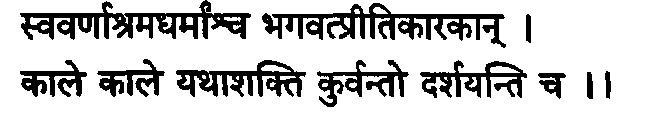 स्ववर्णाश्रमधर्मांश्च भगवत्प्रीतिकारकान् ।
काले काले यथाशक्ति कुर्वन्तो दर्शयन्ति च ।।